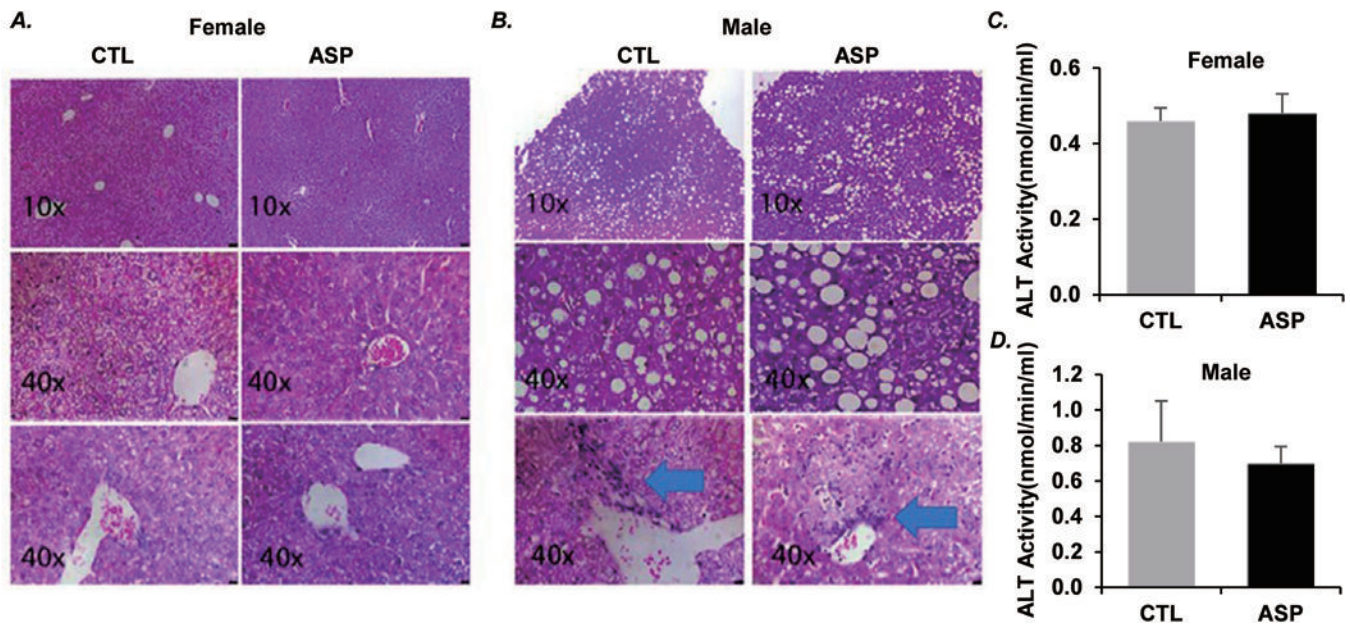 A.
Female
CTL
ASP
10x
10x
40x
40x
40x
40x
B.
Male
CTL
ASP
10x
10x
40x
40x
40x
40x
C.
Female
ALT Activity(nmol/min/ml)
0.6
0.4
0.2
0.0
CTL
ASP
D.
Male
ALT Activity(nmol/min/ml)
1.2
1.0
0.8
0.6
0.4
0.2
0.0
CTL
ASP